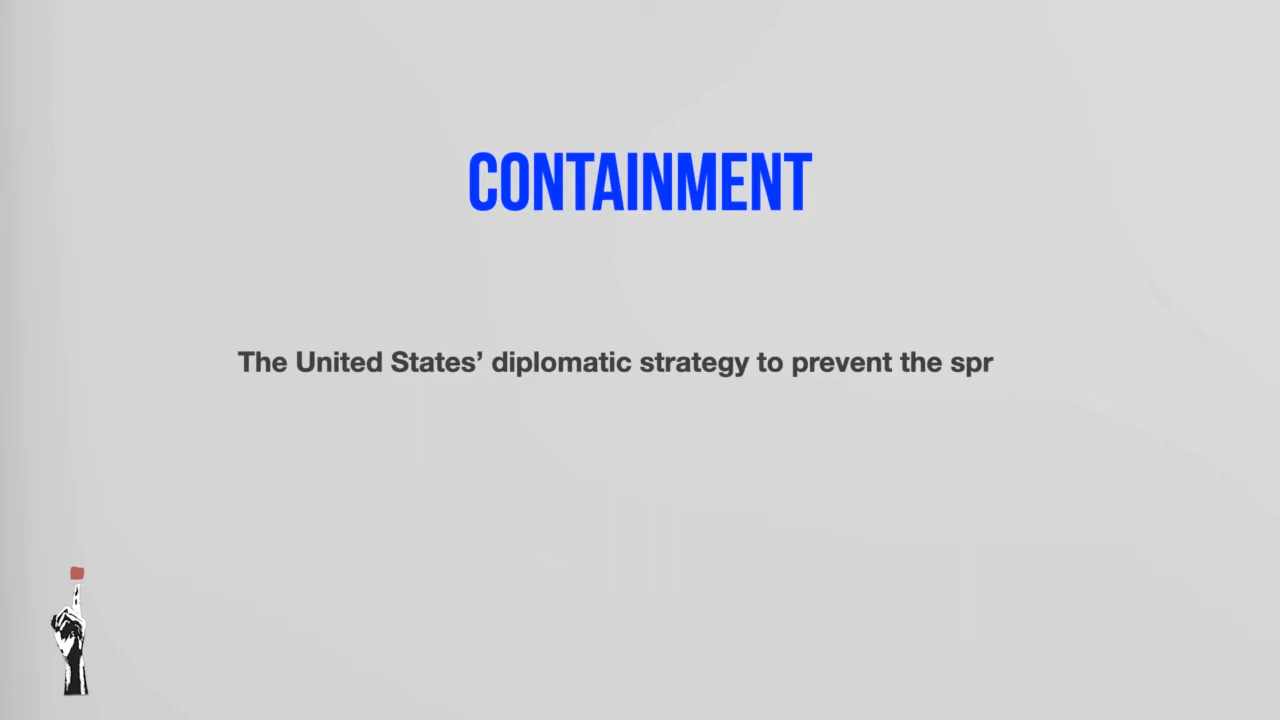 CONTAINMENT
The United States’ diplomatic strategy to prevent the spr